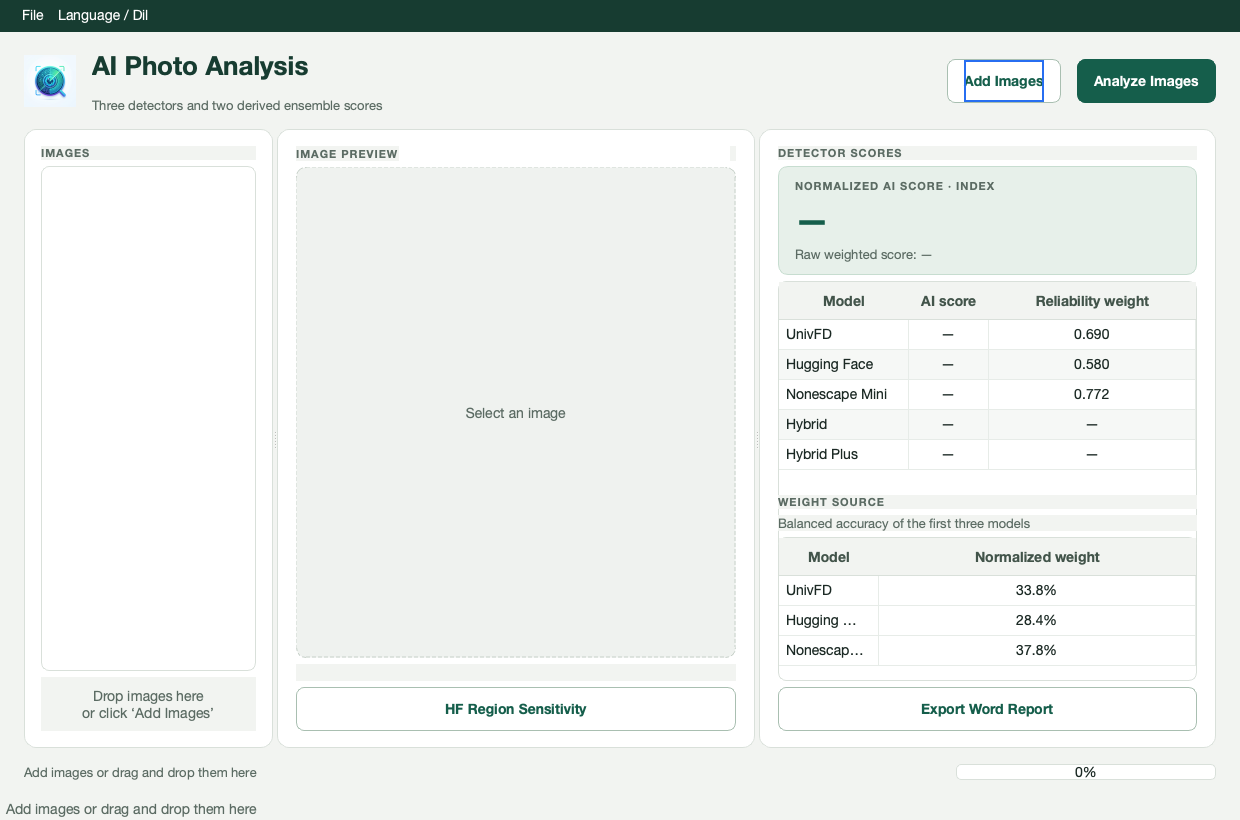 File Language / Dil
AI Photo Analysis
Three detectors and two derived ensemble scores
Add Images
Analyze Images
IMAGES
Drop images here
or click ‘Add Images’
IMAGE PREVIEW
Select an image
HF Region Sensitivity
DETECTOR SCORES
NORMALIZED AI SCORE · INDEX
—
Raw weighted score: —
Model AI score Reliability weight
UnivFD — 0.690
Hugging Face — 0.580
Nonescape Mini — 0.772
Hybrid — —
Hybrid Plus — —
WEIGHT SOURCE
Balanced accuracy of the first three models
Model Normalized weight
UnivFD 33.8%
Hugging … 28.4%
Nonescap… 37.8%
Export Word Report
Add images or drag and drop them here
0%
Add images or drag and drop them here